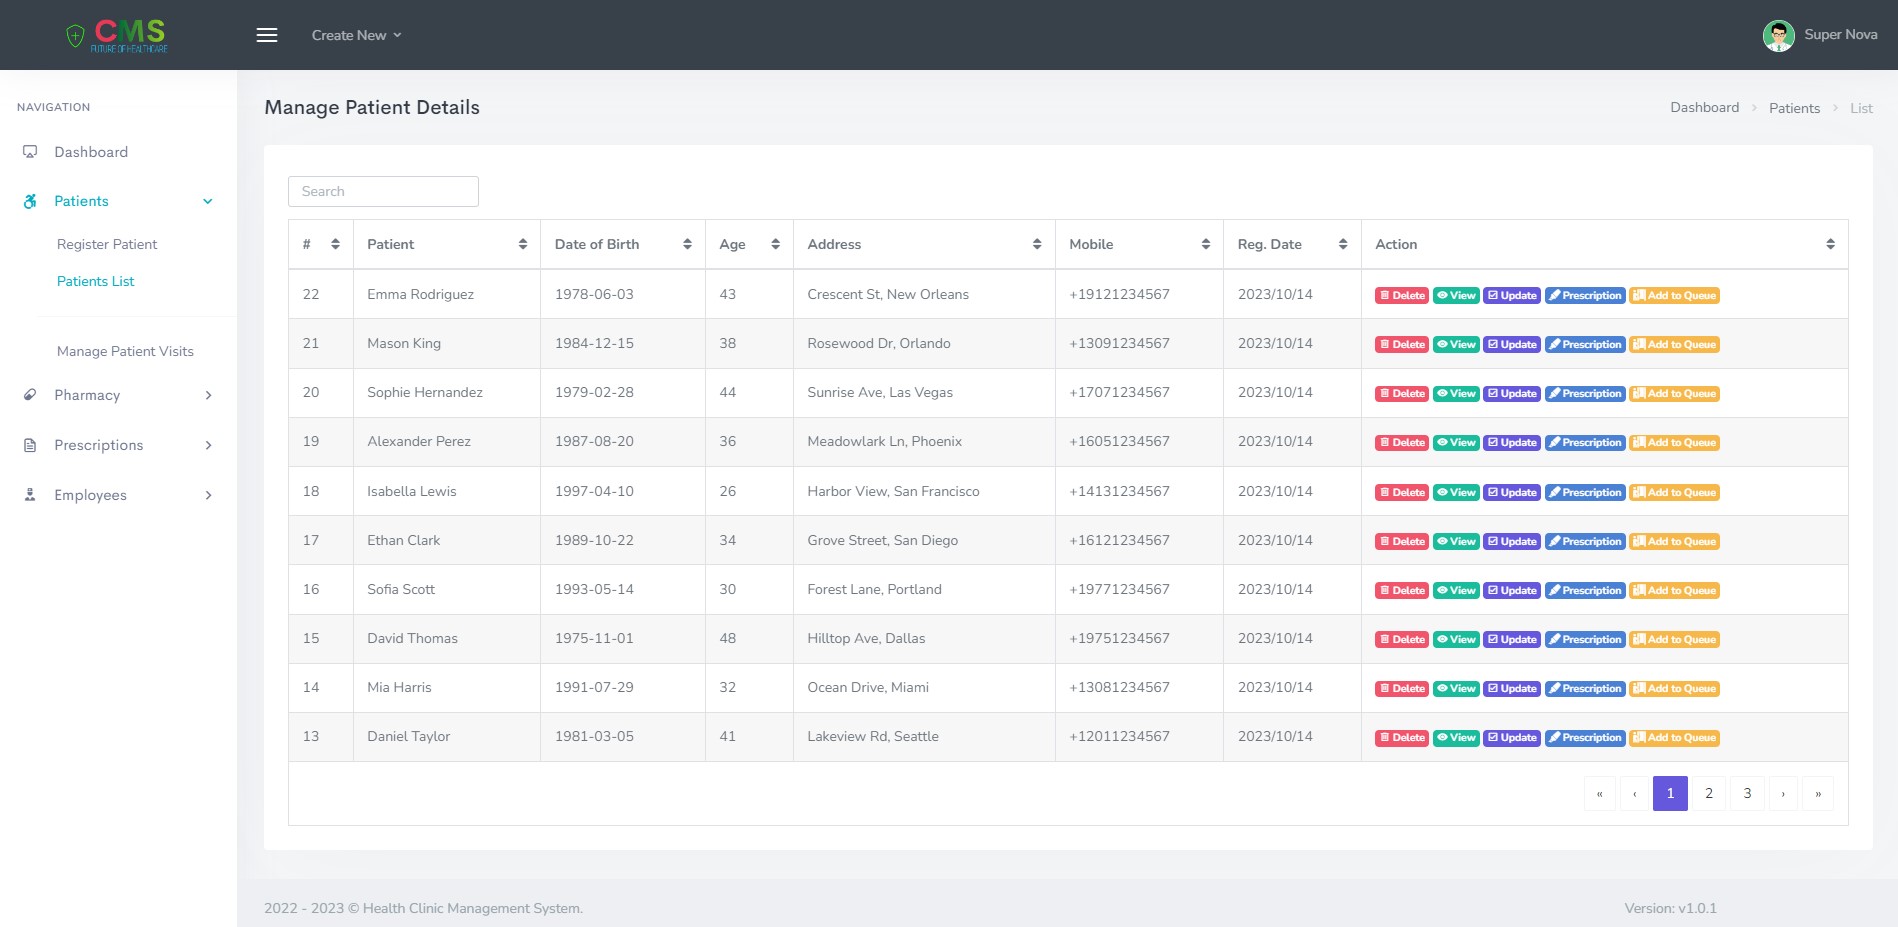 CMS
FUTURE OF HEALTHCARE
Create New
Super Nova
NAVIGATION
Dashboard
Patients
Register Patient
Patients List
Manage Patient Visits
Pharmacy
Prescriptions
Employees
Manage Patient Details
Dashboard > Patients > List
Search
# Patient Date of Birth Age Address Mobile Reg. Date Action
22 Emma Rodriguez 1978-06-03 43 Crescent St, New Orleans +19121234567 2023/10/14 Delete View Update Prescription Add to Queue
21 Mason King 1984-12-15 38 Rosewood Dr, Orlando +13091234567 2023/10/14 Delete View Update Prescription Add to Queue
20 Sophie Hernandez 1979-02-28 44 Sunrise Ave, Las Vegas +17071234567 2023/10/14 Delete View Update Prescription Add to Queue
19 Alexander Perez 1987-08-20 36 Meadowlark Ln, Phoenix +16051234567 2023/10/14 Delete View Update Prescription Add to Queue
18 Isabella Lewis 1997-04-10 26 Harbor View, San Francisco +14131234567 2023/10/14 Delete View Update Prescription Add to Queue
17 Ethan Clark 1989-10-22 34 Grove Street, San Diego +16121234567 2023/10/14 Delete View Update Prescription Add to Queue
16 Sofia Scott 1993-05-14 30 Forest Lane, Portland +19771234567 2023/10/14 Delete View Update Prescription Add to Queue
15 David Thomas 1975-11-01 48 Hilltop Ave, Dallas +19751234567 2023/10/14 Delete View Update Prescription Add to Queue
14 Mia Harris 1991-07-29 32 Ocean Drive, Miami +13081234567 2023/10/14 Delete View Update Prescription Add to Queue
13 Daniel Taylor 1981-03-05 41 Lakeview Rd, Seattle +12011234567 2023/10/14 Delete View Update Prescription Add to Queue
« ‹ 1 2 3 › »
2022 - 2023 © Health Clinic Management System. Version: v1.0.1